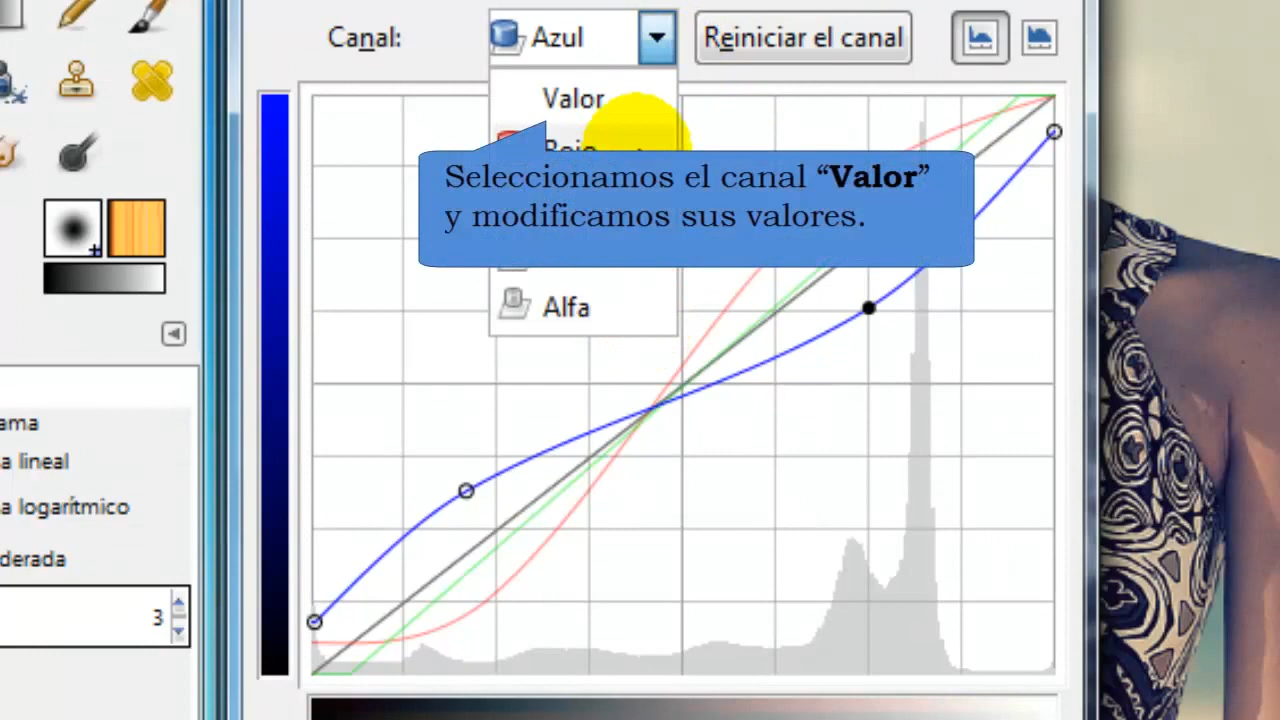 Canal:
Azul
Reiniciar el canal
Valor
Rojo
Seleccionamos el canal “Valor”
y modificamos sus valores.
Alfa
ama
a lineal
a logarítmico
derada
3